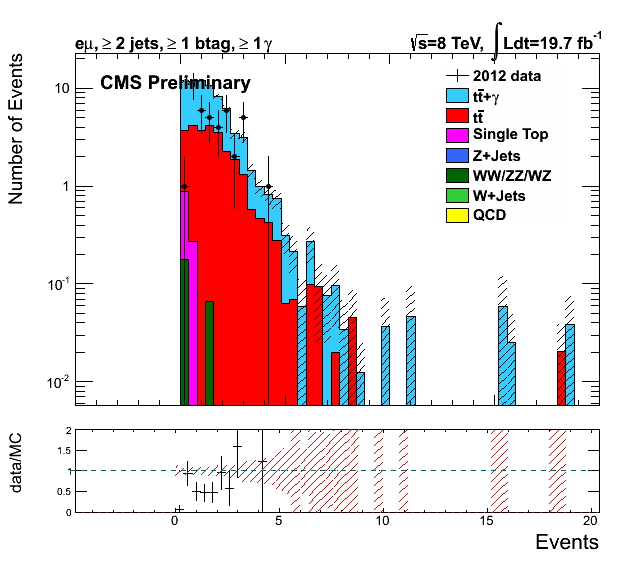 eμ, ≥ 2 jets, ≥ 1 btag, ≥ 1 γ
√s=8 TeV, ∫ Ldt=19.7 fb⁻¹
CMS Preliminary
2012 data
tt̄+γ
tt̄
Single Top
Z+Jets
WW/ZZ/WZ
W+Jets
QCD
Number of Events
10
1
10⁻¹
10⁻²
data/MC
2
1.5
1
0.5
0
0 5 10 15 20
Events